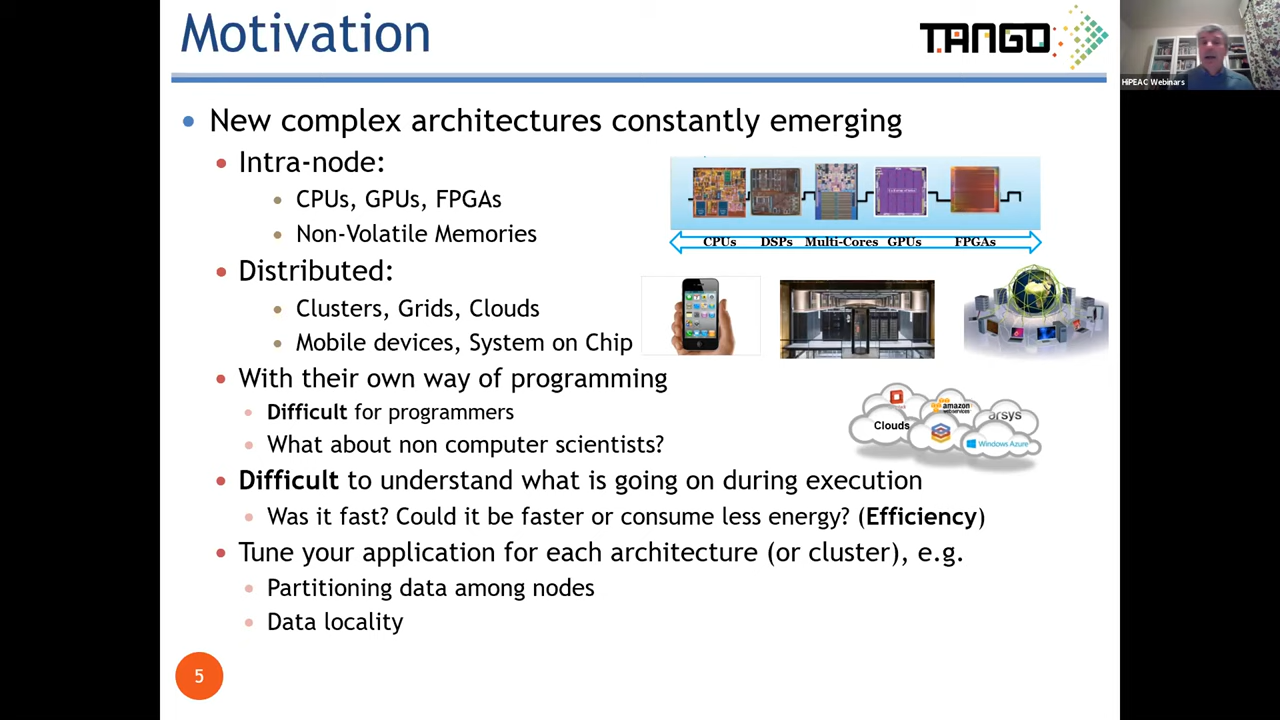 Motivation
TANGO
HiPEAC Webinars
New complex architectures constantly emerging
Intra-node:
CPUs, GPUs, FPGAs
Non-Volatile Memories
CPUs DSPs Multi-Cores GPUs FPGAs
Distributed:
Clusters, Grids, Clouds
Mobile devices, System on Chip
With their own way of programming
Difficult for programmers
What about non computer scientists?
amazon
webservices
arsys
Clouds
Windows Azure
Difficult to understand what is going on during execution
Was it fast? Could it be faster or consume less energy? (Efficiency)
Tune your application for each architecture (or cluster), e.g.
Partitioning data among nodes
Data locality
5